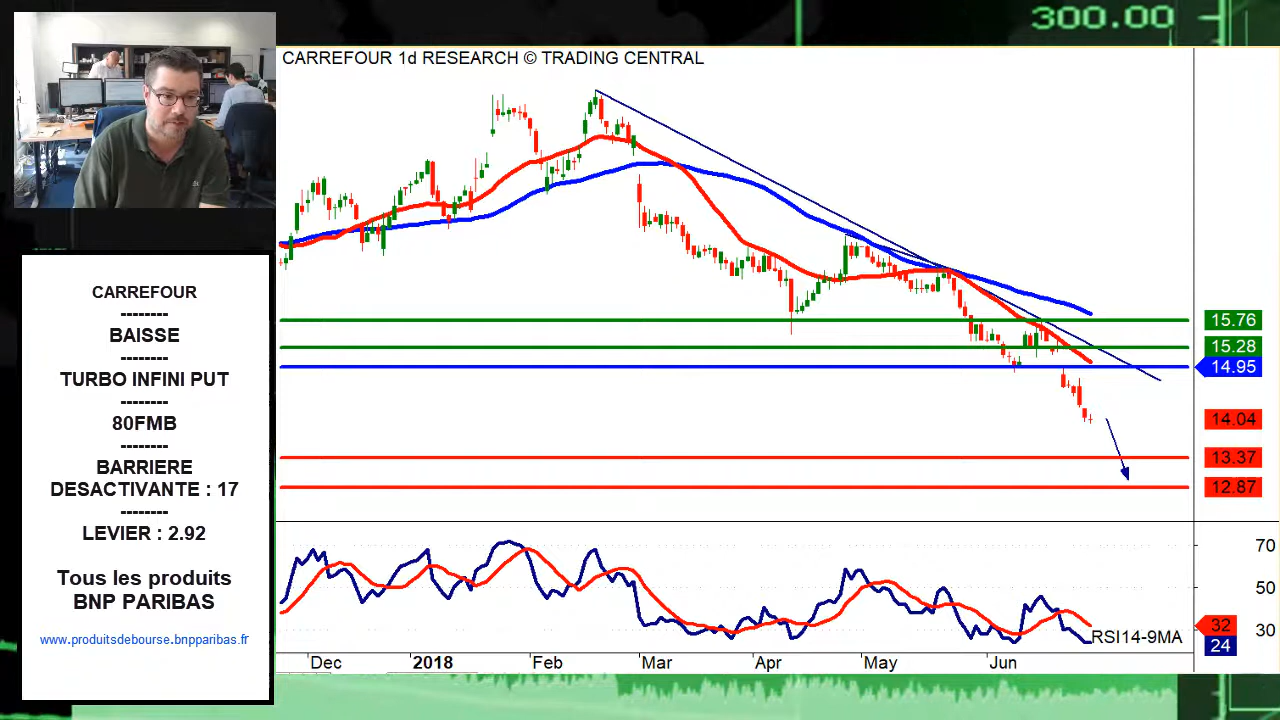 300.00
CARREFOUR 1d RESEARCH © TRADING CENTRAL
CARREFOUR
--------
BAISSE
--------
TURBO INFINI PUT
--------
80FMB
--------
BARRIERE
DESACTIVANTE : 17
--------
LEVIER : 2.92
Tous les produits
BNP PARIBAS
www.produitsdebourse.bnpparibas.fr
15.76
15.28
14.95
14.04
13.37
12.87
70
50
32
30
24
RSI14-9MA
Dec
2018
Feb
Mar
Apr
May
Jun